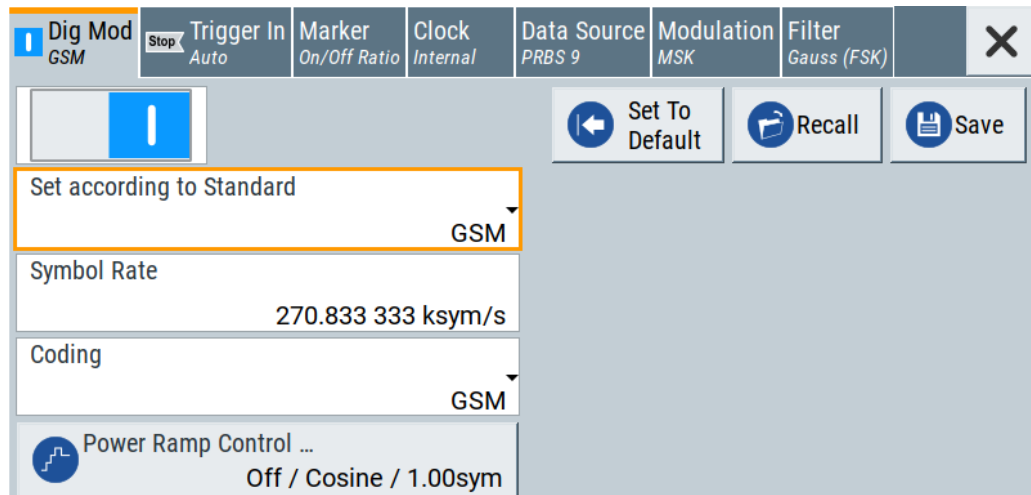 Dig Mod
GSM
Stop
Trigger In
Auto
Marker
On/Off Ratio
Clock
Internal
Data Source
PRBS 9
Modulation
MSK
Filter
Gauss (FSK)
Set To
Default
Recall
Save
Set according to Standard
GSM
Symbol Rate
270.833 333 ksym/s
Coding
GSM
Power Ramp Control ...
Off / Cosine / 1.00sym